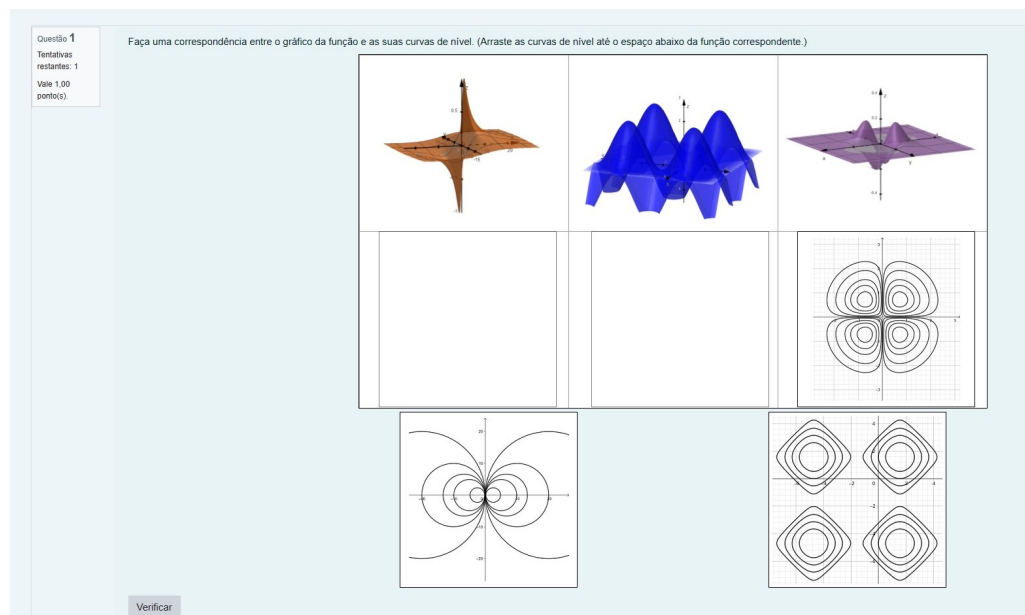 Questão 1
Tentativas
restantes: 1
Vale 1,00
ponto(s).
Faça uma correspondência entre o gráfico da função e as suas curvas de nível. (Arraste as curvas de nível até o espaço abaixo da função correspondente.)
Verificar